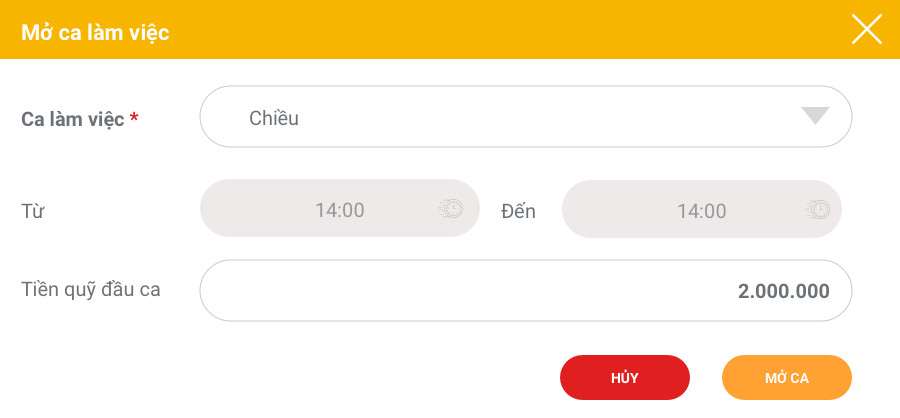 Mở ca làm việc
Ca làm việc * Chiều
Từ 14:00 Đến 14:00
Tiền quỹ đầu ca 2.000.000
HỦY MỞ CA